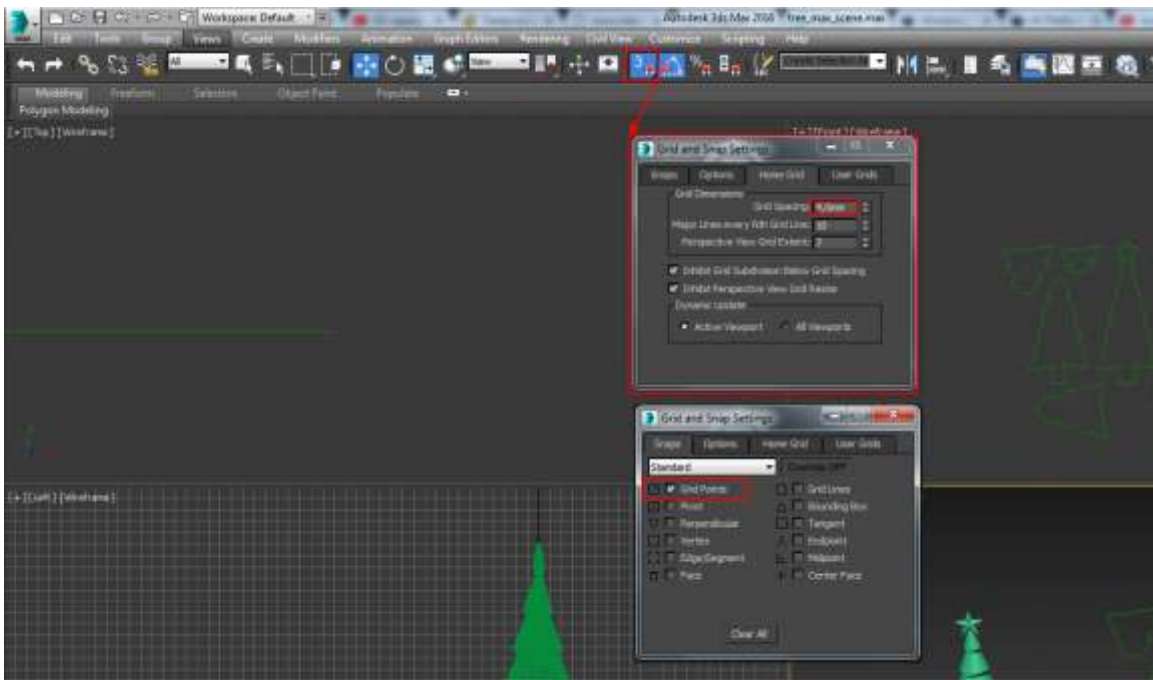 Workspace: Default
Autodesk 3ds Max 2016 tree_max_scene.max
Edit Tools Group Views Create Modifiers Animation Graph Editors Rendering Civil View Customize Scripting Help
All
View
Modeling Freeform Selection Object Paint Populate
Polygon Modeling
[+][Top][Wireframe]
[+][Front][Wireframe]
Grid and Snap Settings
Snaps Options Home Grid User Grids
Grid Dimensions
Grid Spacing:
Major Lines every Nth Grid Line: 10
Perspective View Grid Extent: 7
Inhibit Grid Subdivision Below Grid Spacing
Inhibit Perspective View Grid Resize
Dynamic Update
Active Viewport All Viewports
Grid and Snap Settings
Snaps Options Home Grid User Grids
Standard
Overrides OFF
Grid Points Grid Lines
Pivot Bounding Box
Perpendicular Tangent
Vertex Endpoint
Edge/Segment Midpoint
Face Center Face
Clear All
[+][Left][Wireframe]